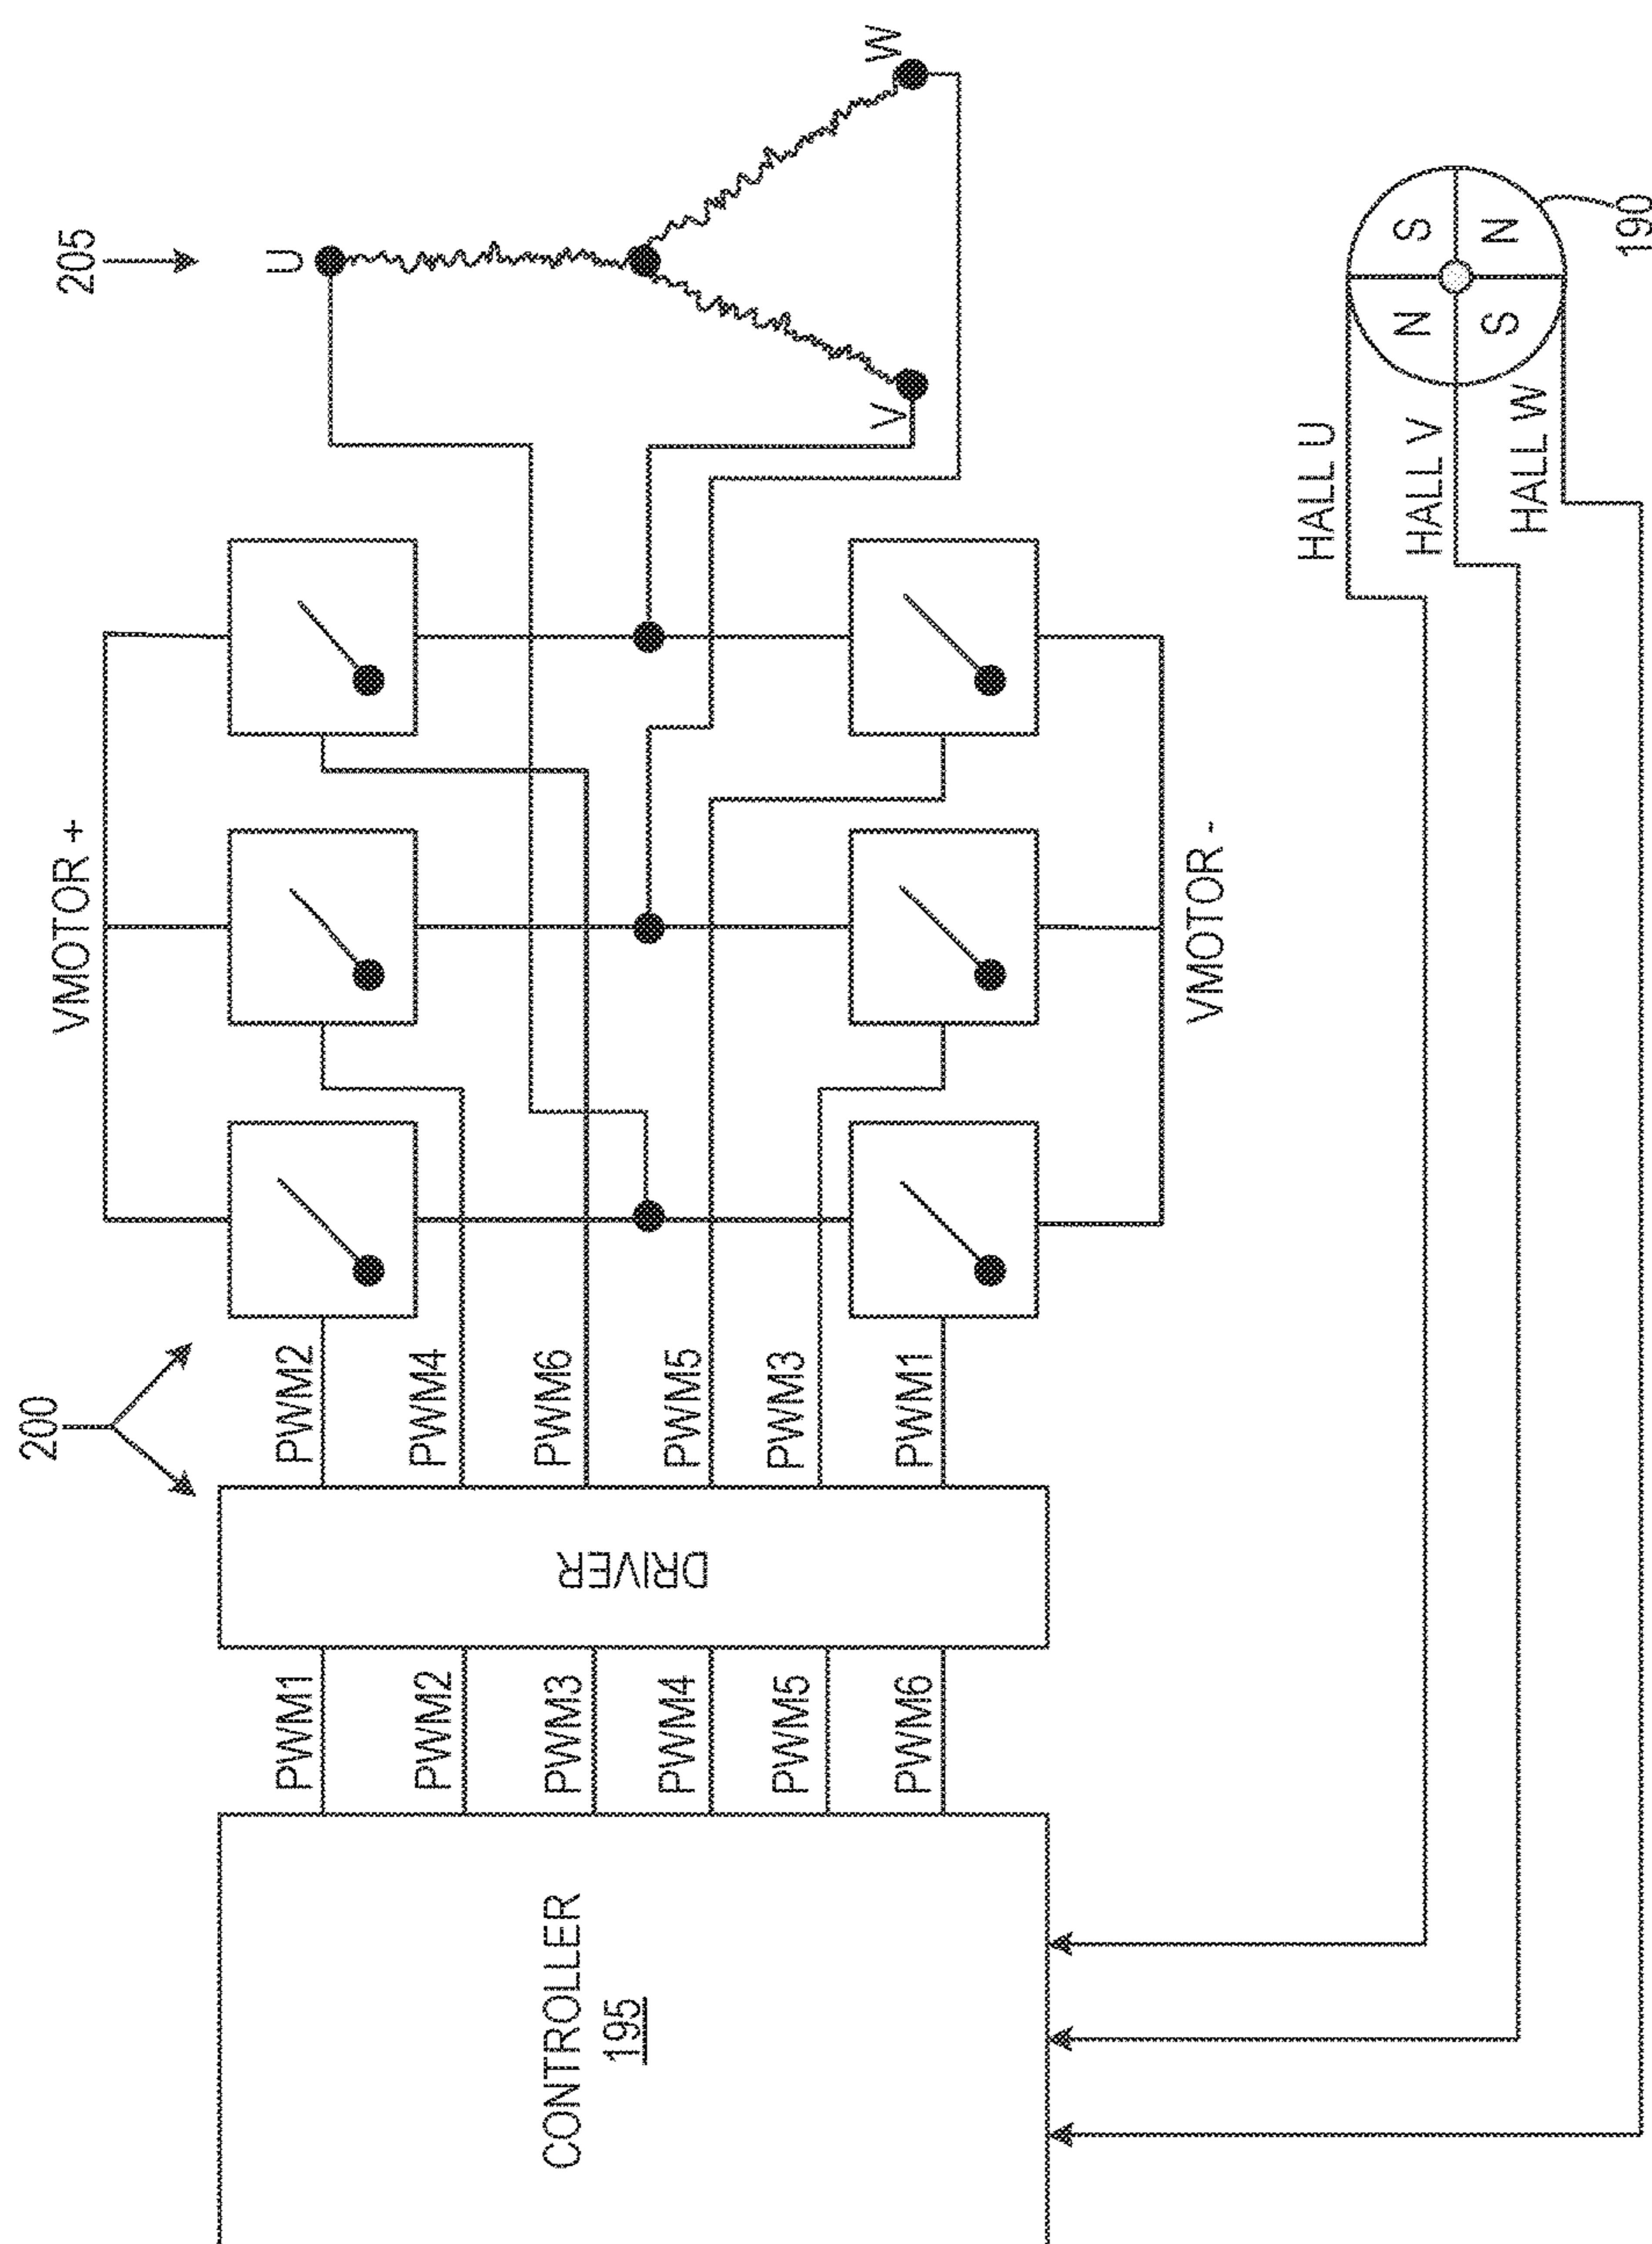 200
205
VMOTOR +
U
V
W
PWM2
PWM4
PWM6
PWM5
PWM3
PWM1
DRIVER
PWM1
PWM2
PWM3
PWM4
PWM5
PWM6
CONTROLLER
195
VMOTOR -
HALL U
HALL V
HALL W
N
S
S
N
190